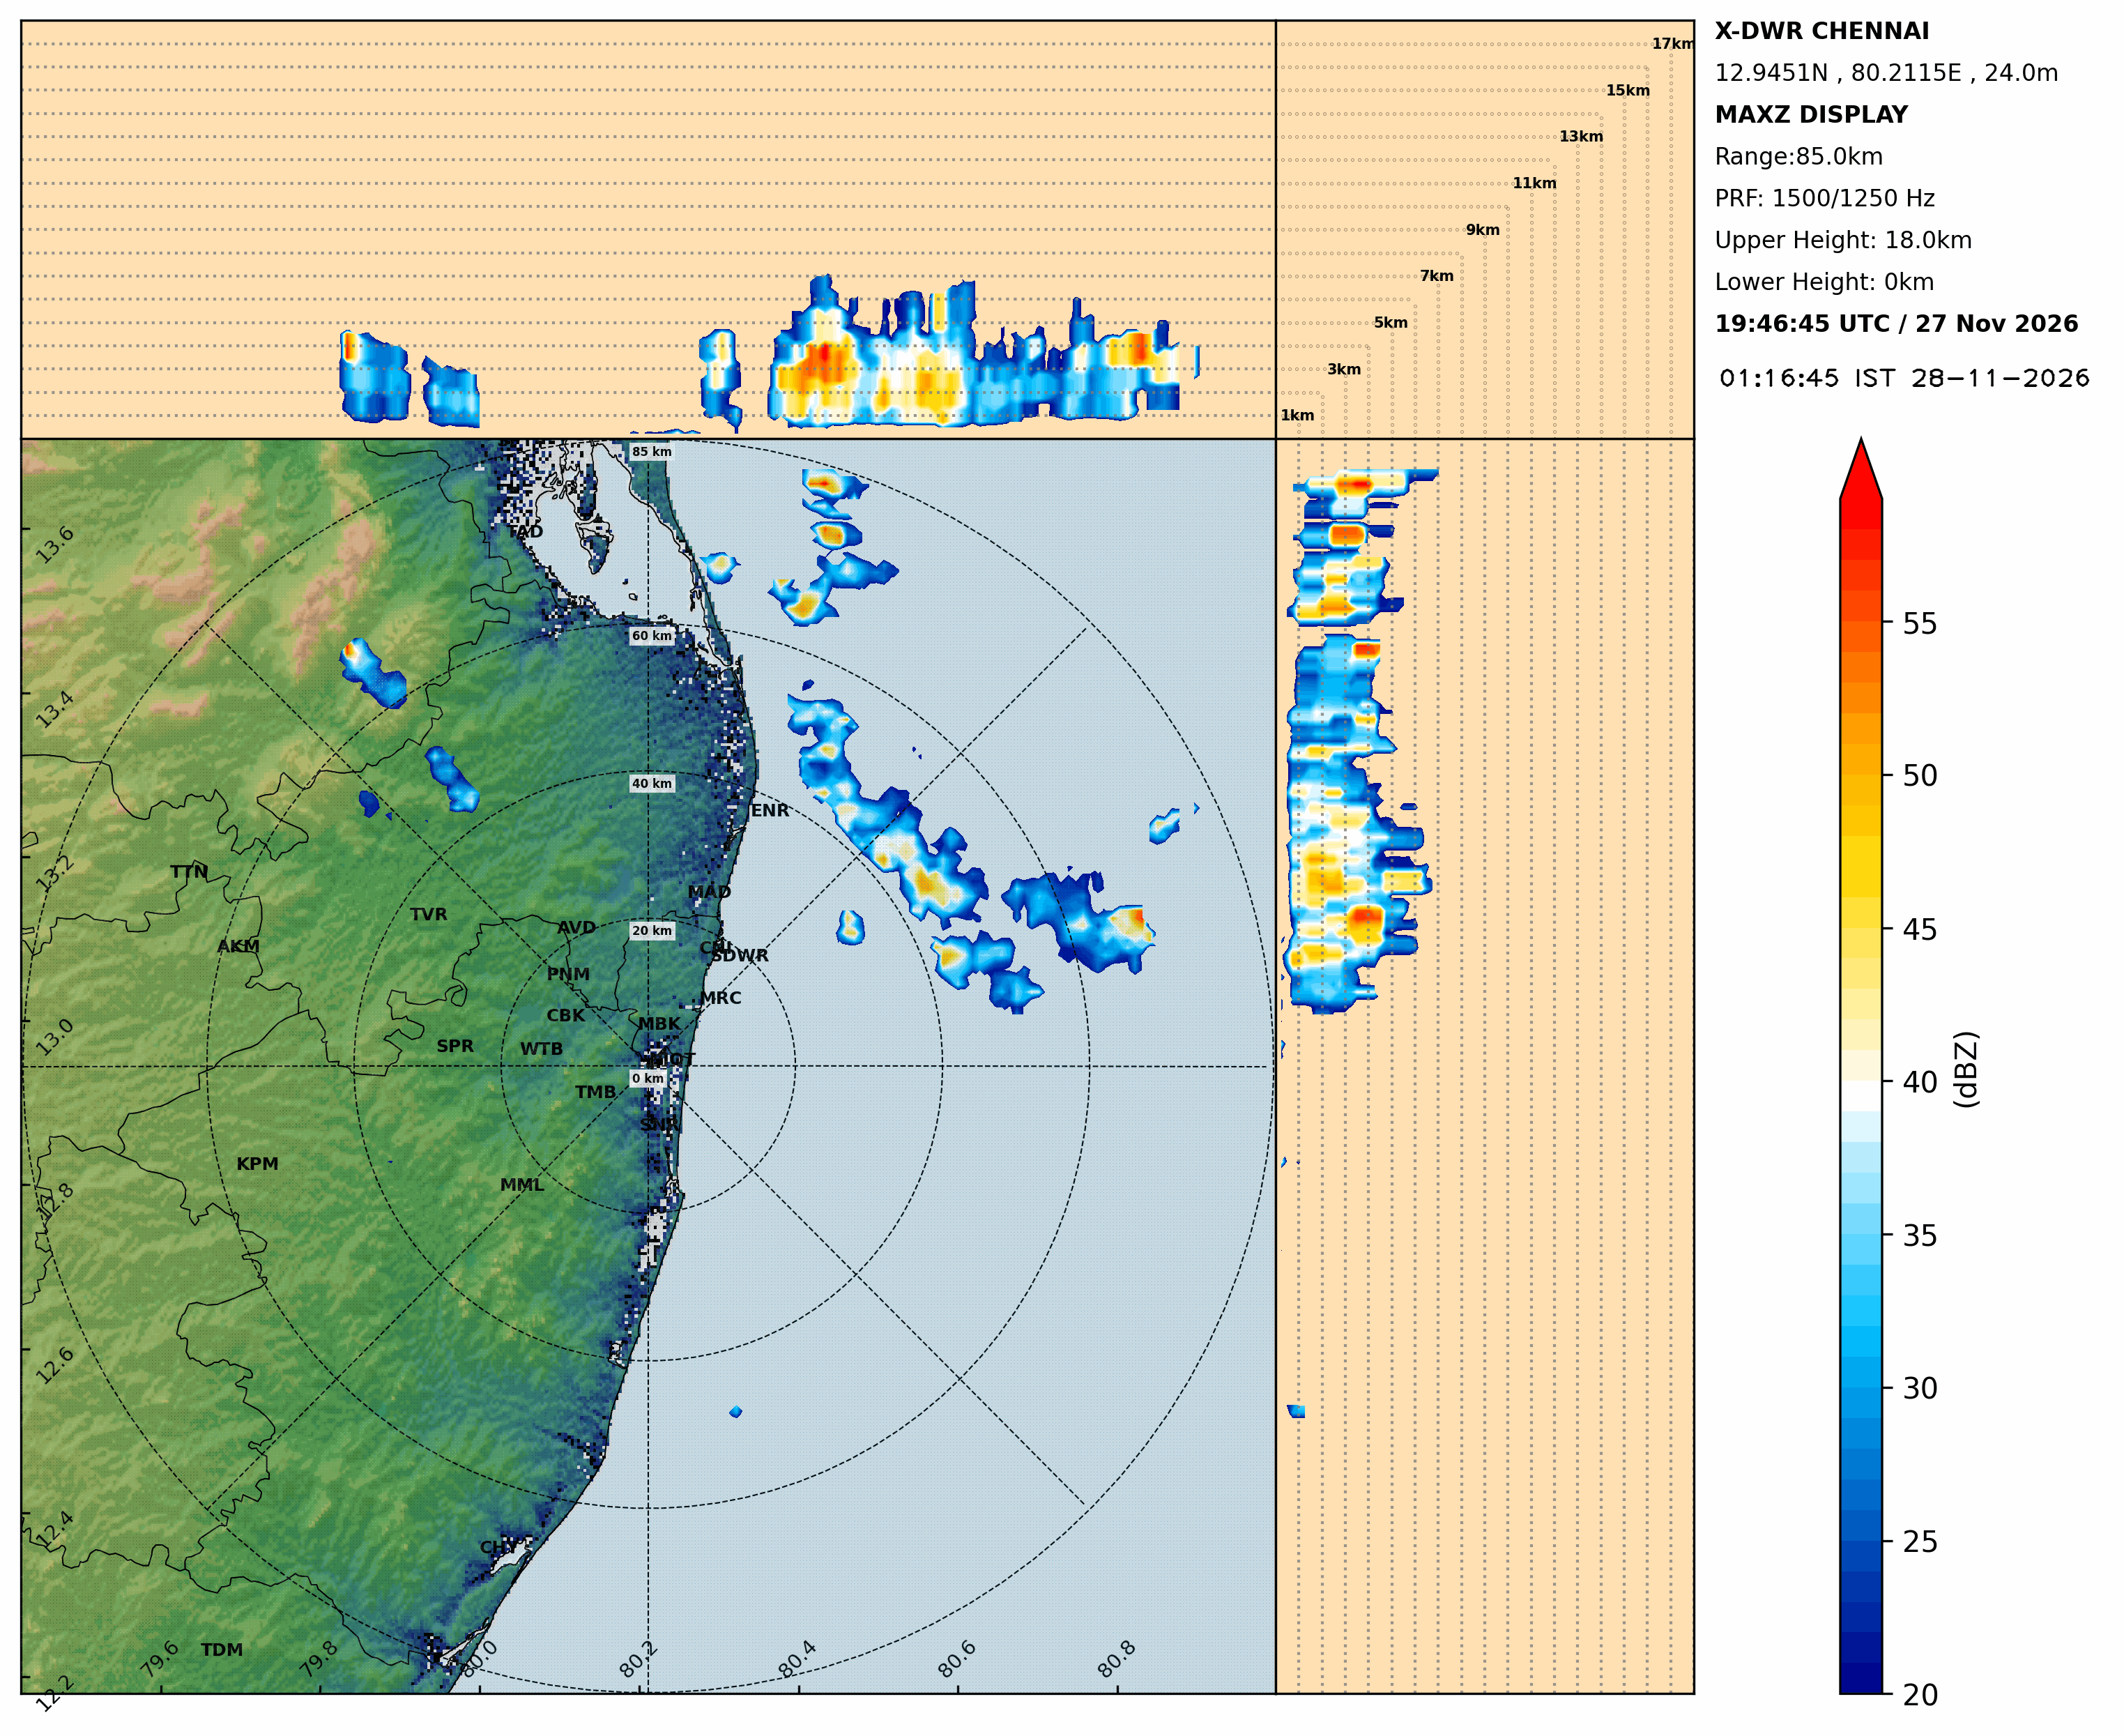 X-DWR CHENNAI
12.9451N , 80.2115E , 24.0m
MAXZ DISPLAY
Range:85.0km
PRF: 1500/1250 Hz
Upper Height: 18.0km
Lower Height: 0km
19:46:45 UTC / 27 Nov 2026
01:16:45 IST 28-11-2026
17km
15km
13km
11km
9km
7km
5km
3km
1km
85 km
60 km
40 km
20 km
0 km
TAD
ENR
MAD
TTN
TVR
AVD
AKM
CNL
SDWR
PNM
MRC
CBK
MBK
SPR
WTB
IOT
TMB
SNR
KPM
MML
CHY
TDM
13.6
13.4
13.2
13.0
12.8
12.6
12.4
12.2
79.6
79.8
80.0
80.2
80.4
80.6
80.8
55
50
45
40
35
30
25
20
(dBZ)